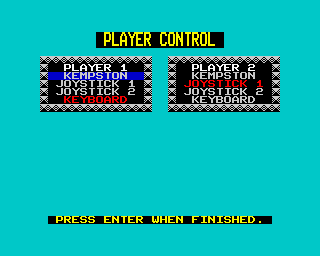 PLAYER CONTROL
PLAYER 1
KEMPSTON
JOYSTICK 1
JOYSTICK 2
KEYBOARD
PLAYER 2
KEMPSTON
JOYSTICK 1
JOYSTICK 2
KEYBOARD
PRESS ENTER WHEN FINISHED.